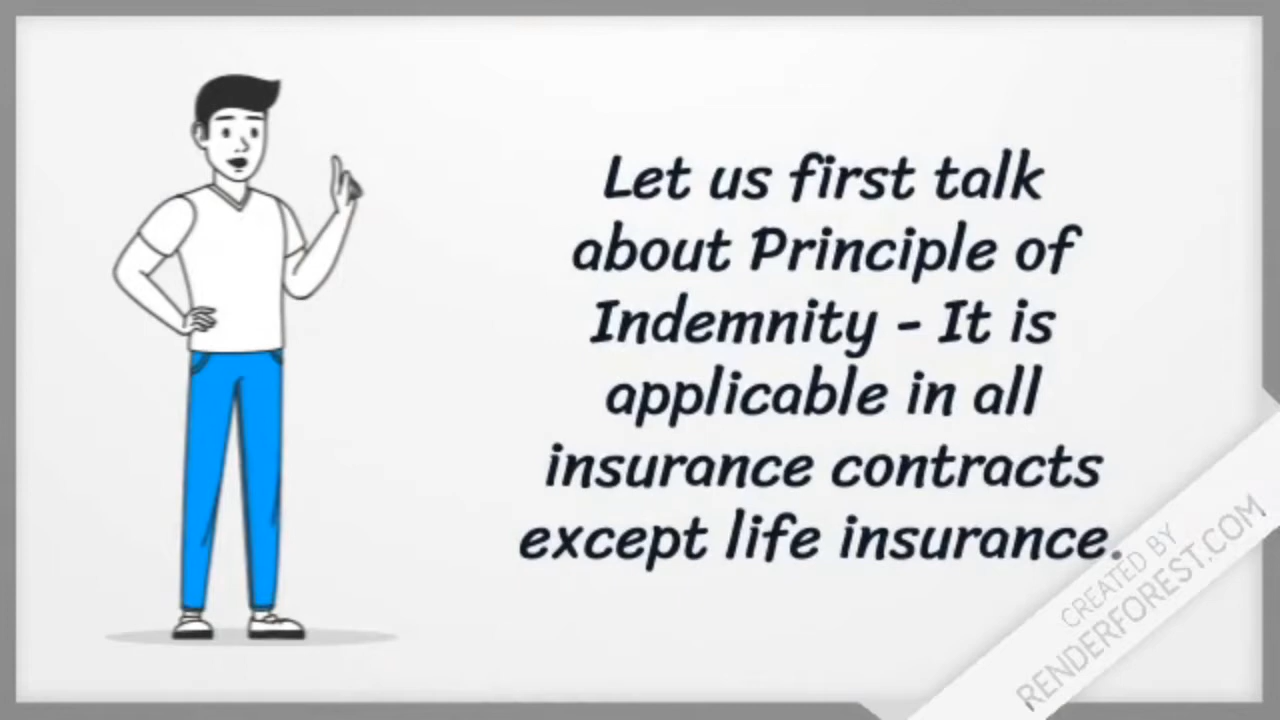 Let us first talk
about Principle of
Indemnity - It is
applicable in all
insurance contracts
except life insurance.
CREATED BY
RENDERFOREST.COM